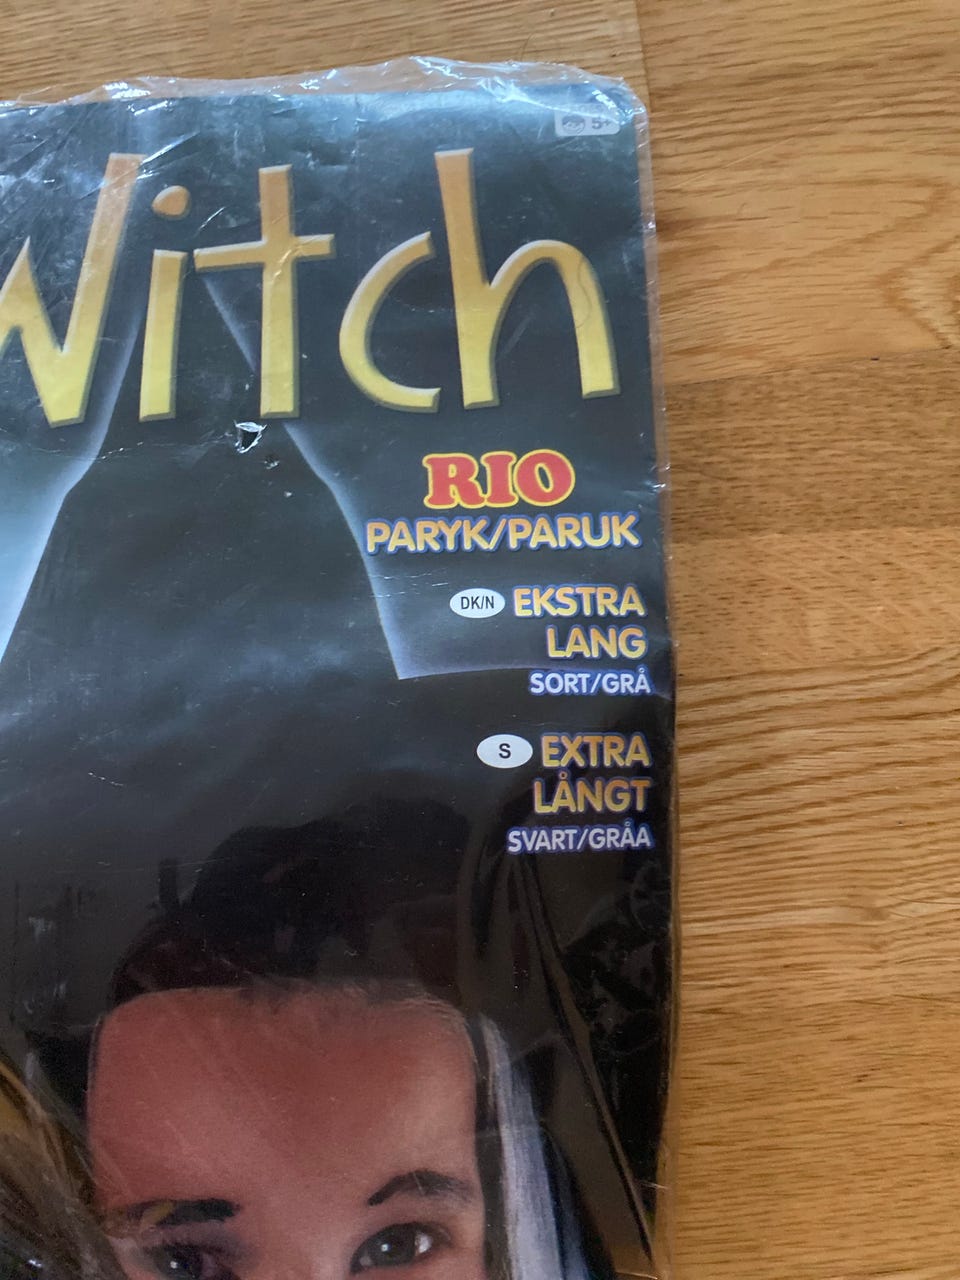 5+
Witch
RIO
PARYK/PARUK
DK/N EKSTRA
LANG
SORT/GRÅ
S EXTRA
LÅNGT
SVART/GRÅA